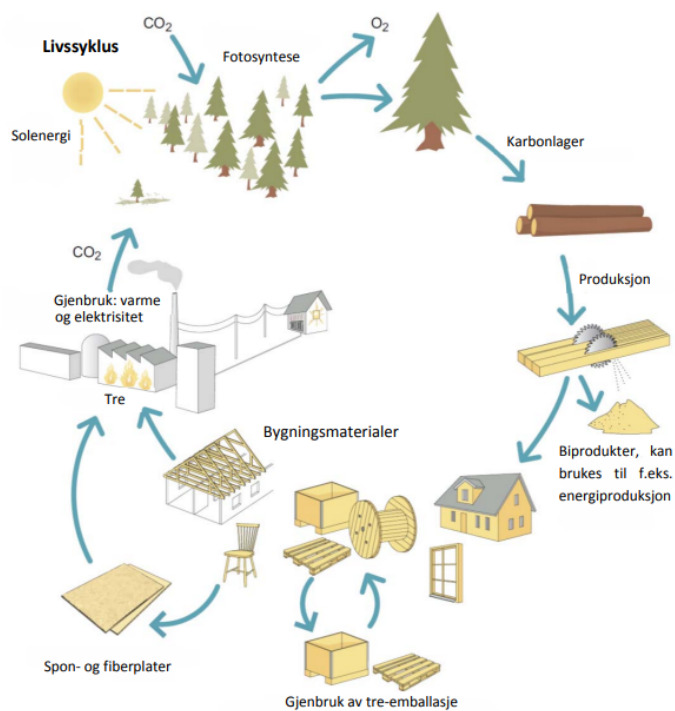 Livssyklus
CO₂
Fotosyntese
O₂
Solenergi
Karbonlager
CO₂
Gjenbruk: varme
og elektrisitet
Produksjon
Tre
Bygningsmaterialer
Biprodukter, kan
brukes til f.eks.
energiproduksjon
Spon- og fiberplater
Gjenbruk av tre-emballasje